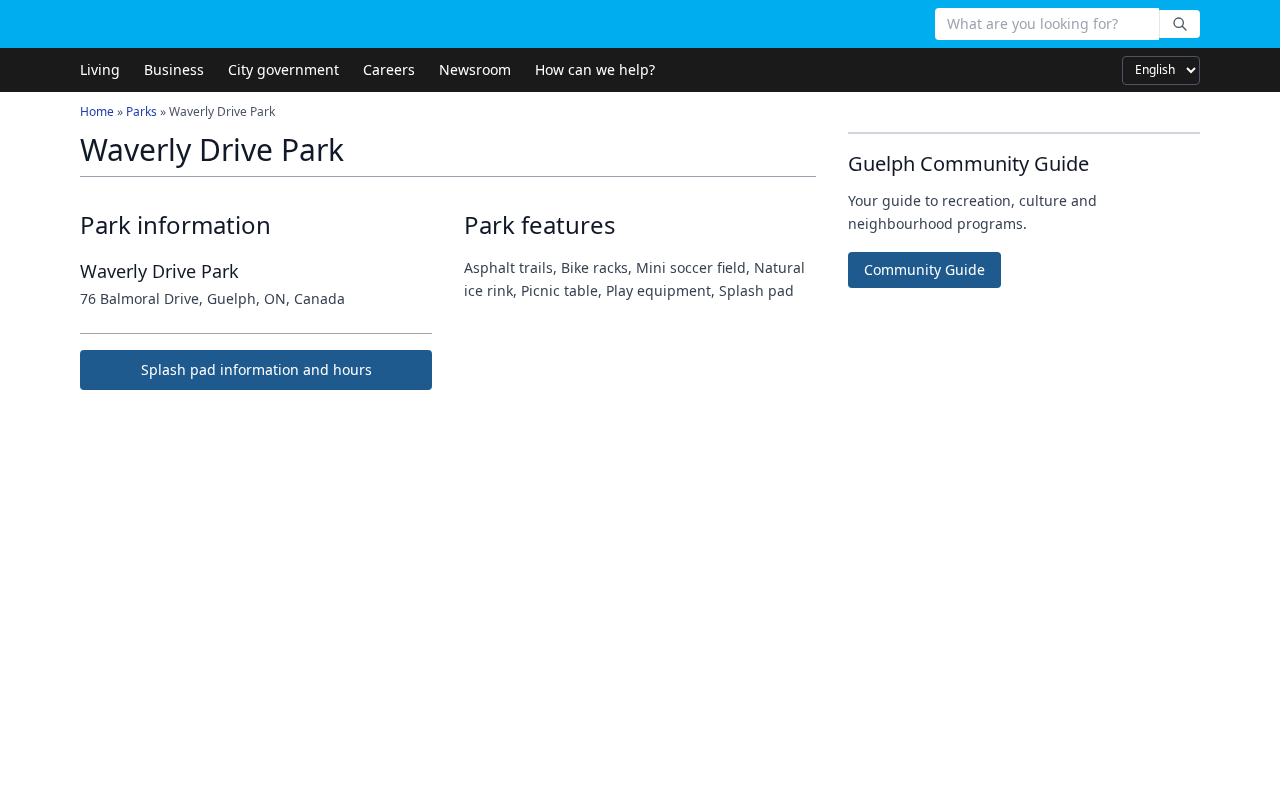 What are you looking for?
Living Business City government Careers Newsroom How can we help? English
Home » Parks » Waverly Drive Park
Waverly Drive Park
Park information
Waverly Drive Park
76 Balmoral Drive, Guelph, ON, Canada
Splash pad information and hours
Park features
Asphalt trails, Bike racks, Mini soccer field, Natural
ice rink, Picnic table, Play equipment, Splash pad
Guelph Community Guide
Your guide to recreation, culture and
neighbourhood programs.
Community Guide